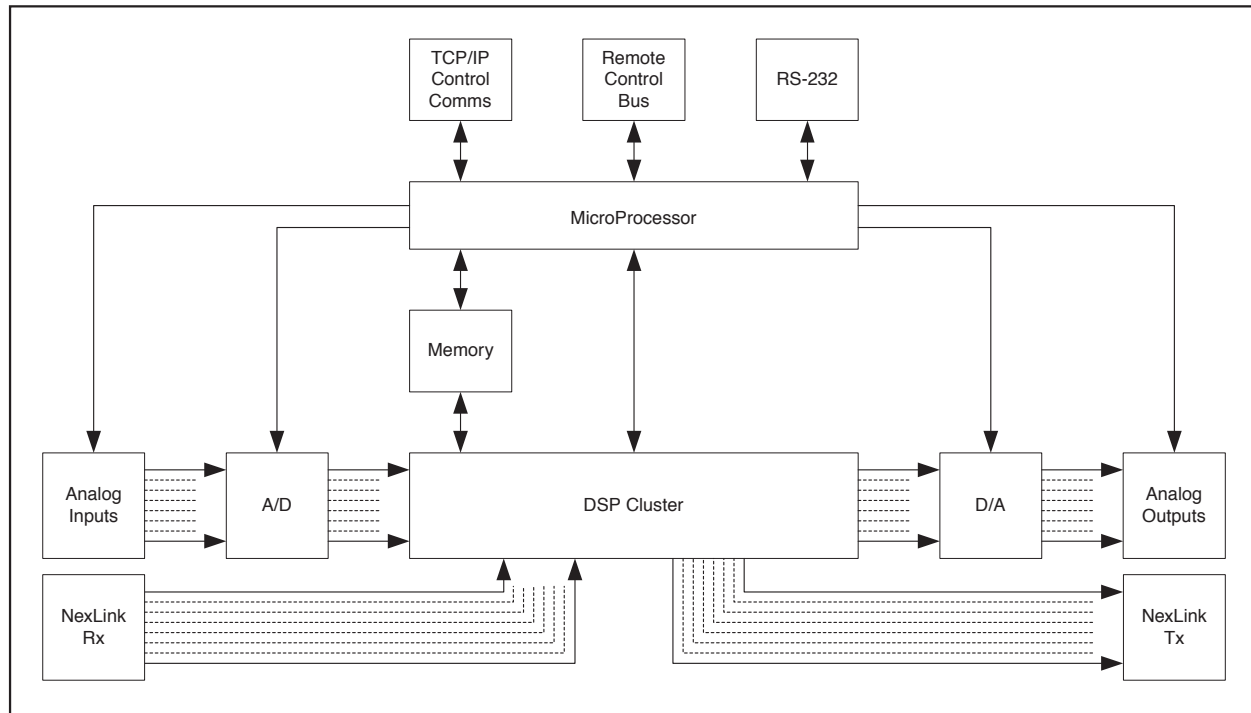 TCP/IP
Control
Comms
Remote
Control
Bus
RS-232
MicroProcessor
Memory
Analog
Inputs
A/D
DSP Cluster
D/A
Analog
Outputs
NexLink
Rx
NexLink
Tx